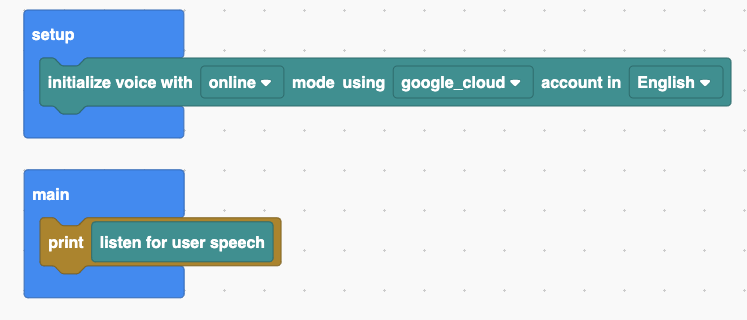 setup
initialize voice with online mode using google_cloud account in English
main
print listen for user speech